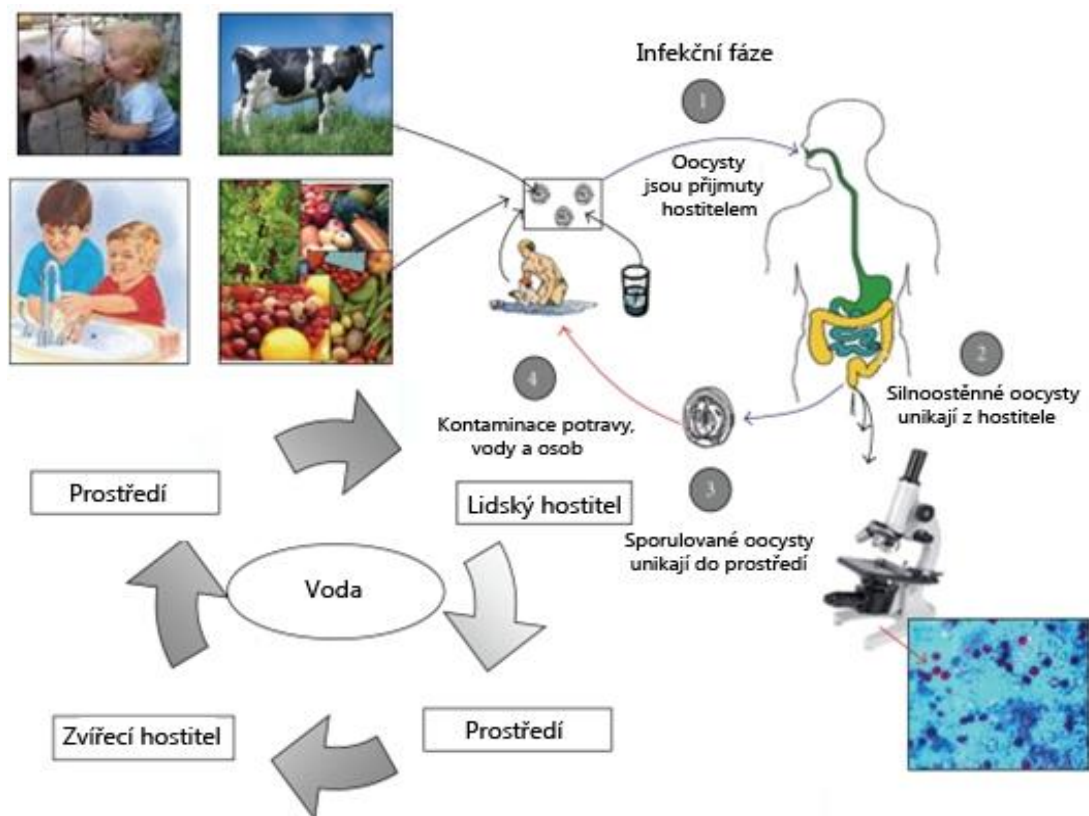 Infekční fáze
1
Oocysty
jsou přijmuty
hostitelem
2
Silnoostěnné oocysty
unikají z hostitele
3
Sporulované oocysty
unikají do prostředí
4
Kontaminace potravy,
vody a osob
Prostředí
Lidský hostitel
Voda
Zvířecí hostitel
Prostředí